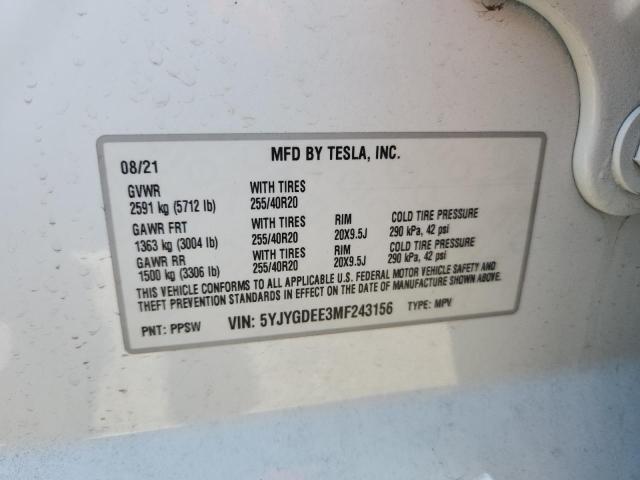 MFD BY TESLA, INC.
08/21
GVWR WITH TIRES
2591 kg (5712 lb) 255/40R20
GAWR FRT WITH TIRES RIM COLD TIRE PRESSURE
1363 kg (3004 lb) 255/40R20 20X9.5J 290 kPa, 42 psi
GAWR RR WITH TIRES RIM COLD TIRE PRESSURE
1500 kg (3306 lb) 255/40R20 20X9.5J 290 kPa, 42 psi
THIS VEHICLE CONFORMS TO ALL APPLICABLE U.S. FEDERAL MOTOR VEHICLE SAFETY AND
THEFT PREVENTION STANDARDS IN EFFECT ON THE DATE OF MANUFACTURE SHOWN ABOVE.
PNT: PPSW VIN: 5YJYGDEE3MF243156 TYPE: MPV